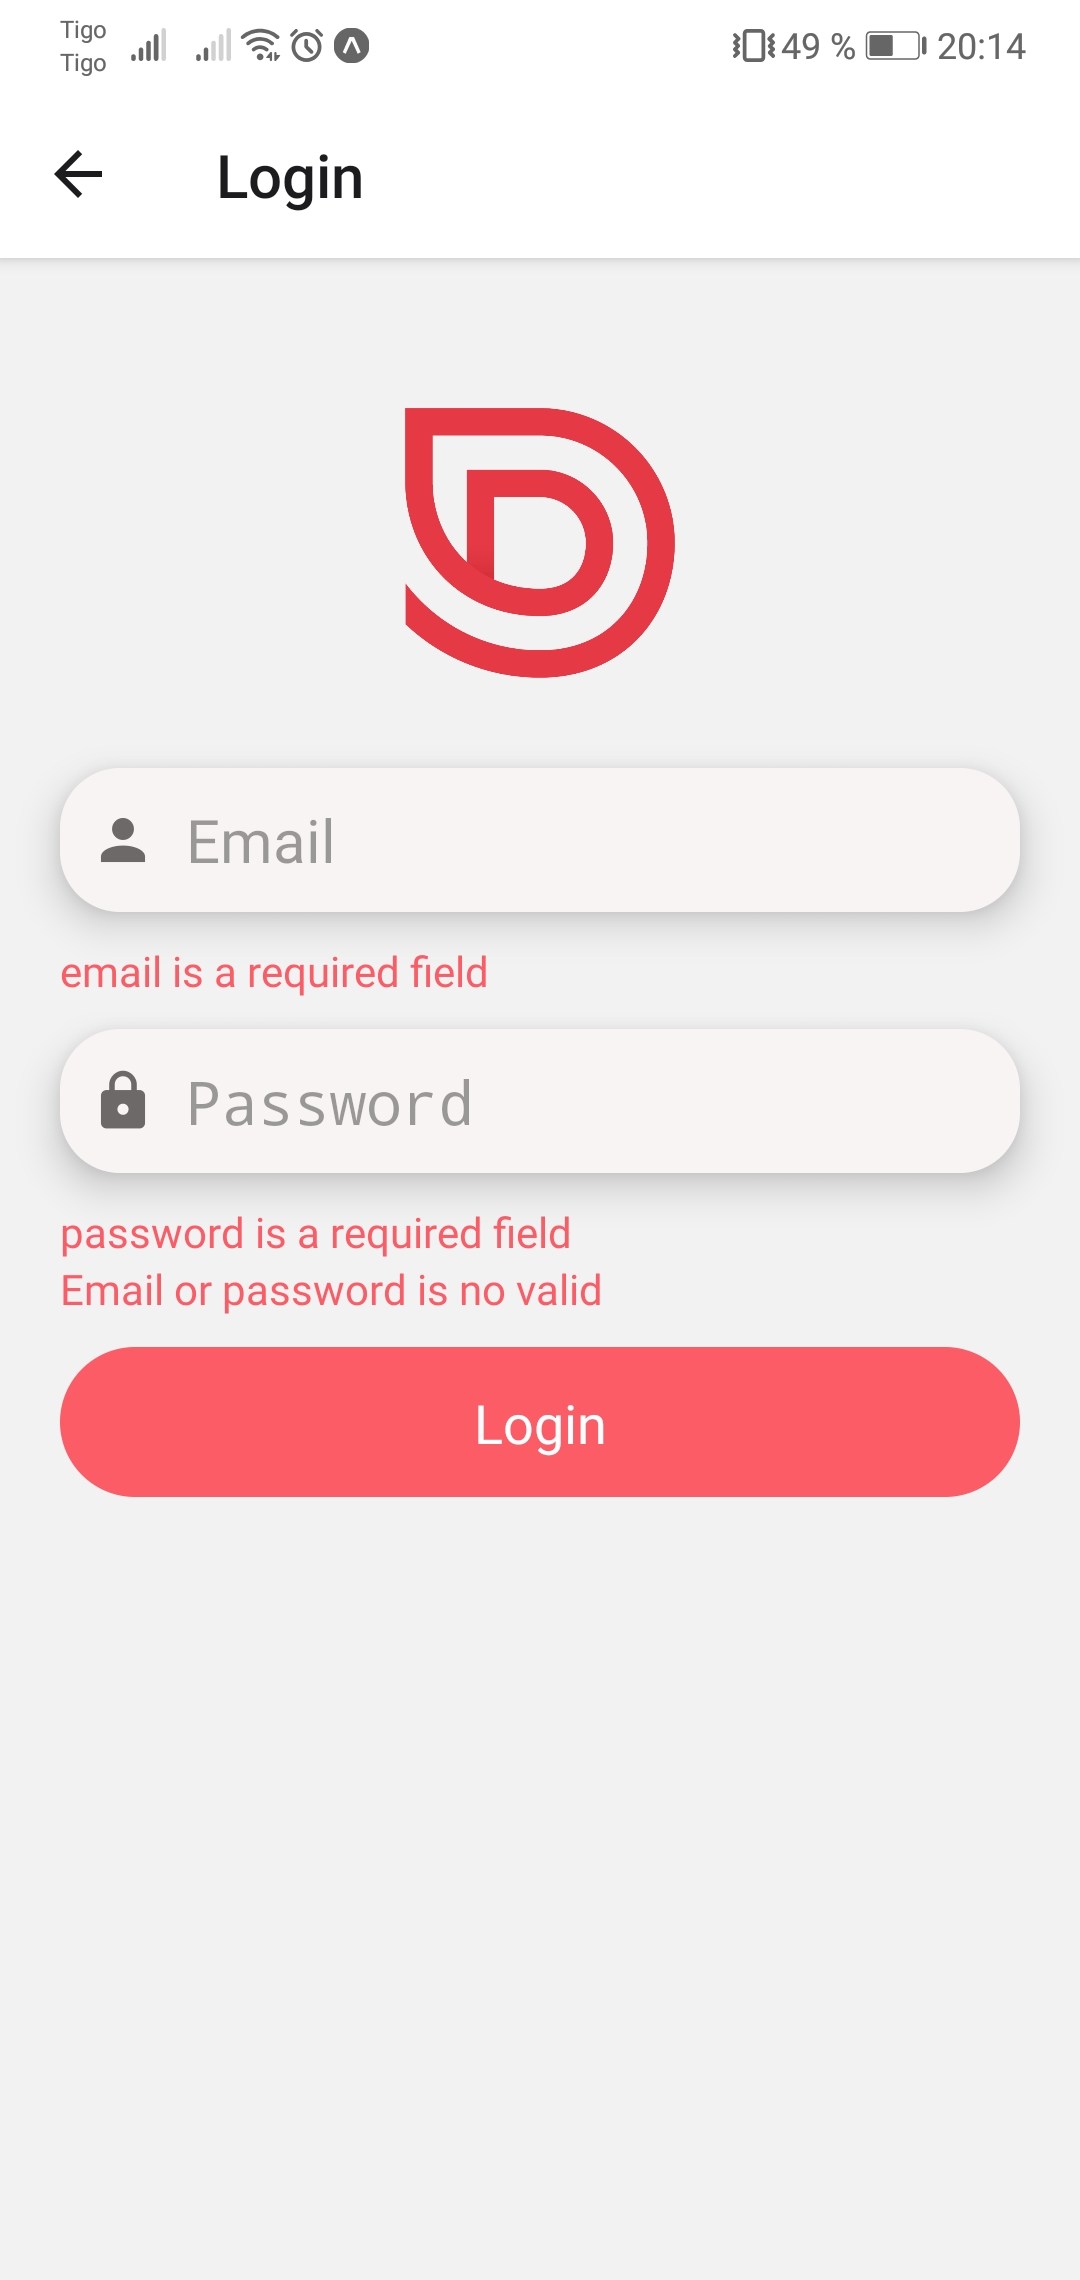 Tigo
Tigo
49 % 20:14
Login
Email
email is a required field
Password
password is a required field
Email or password is no valid
Login